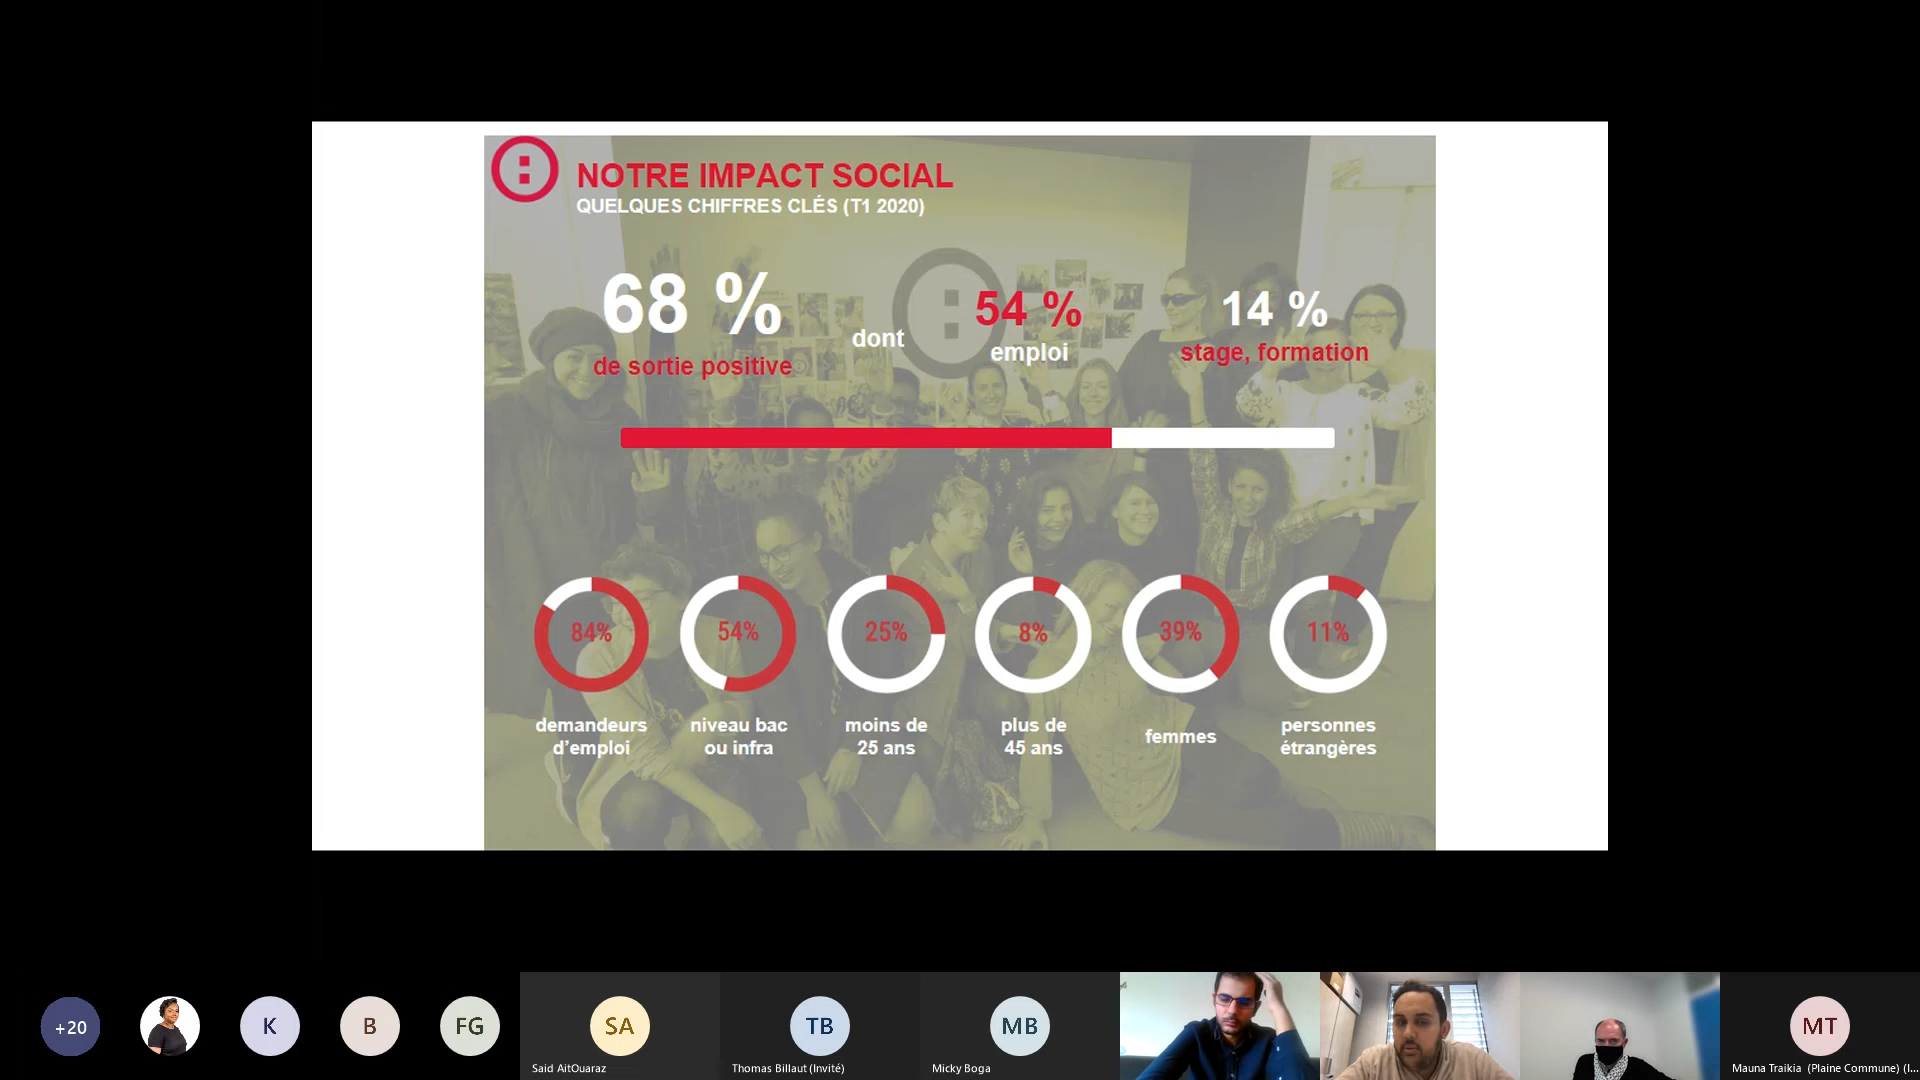 NOTRE IMPACT SOCIAL
QUELQUES CHIFFRES CLÉS (T1 2020)
68 %
de sortie positive
dont
54 %
emploi
14 %
stage, formation
84%
54%
25%
8%
39%
11%
demandeurs
d'emploi
niveau bac
ou infra
moins de
25 ans
plus de
45 ans
femmes
personnes
étrangères
+20
K
B
FG
SA
Said AitOuaraz
TB
Thomas Billaut (Invité)
MB
Micky Boga
MT
Mauna Traikia (Plaine Commune) (I...